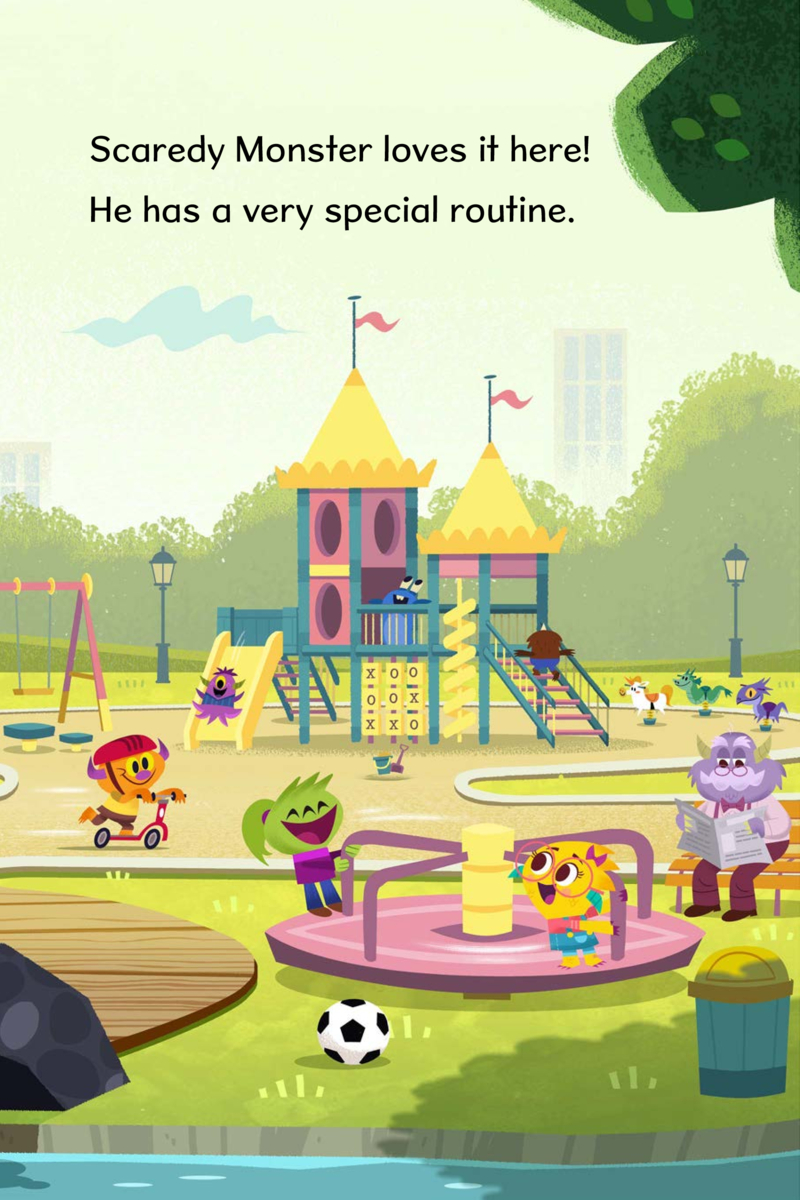 Scaredy Monster loves it here!
He has a very special routine.
X O O
O X X
X X O